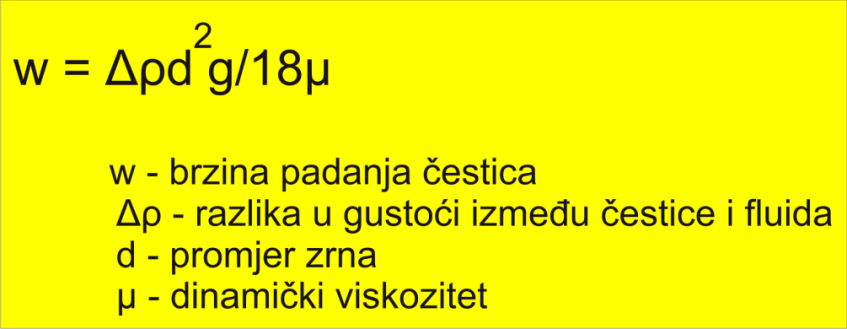 w = Δρd²g/18μ
w - brzina padanja čestica
Δρ - razlika u gustoći između čestice i fluida
d - promjer zrna
μ - dinamički viskozitet